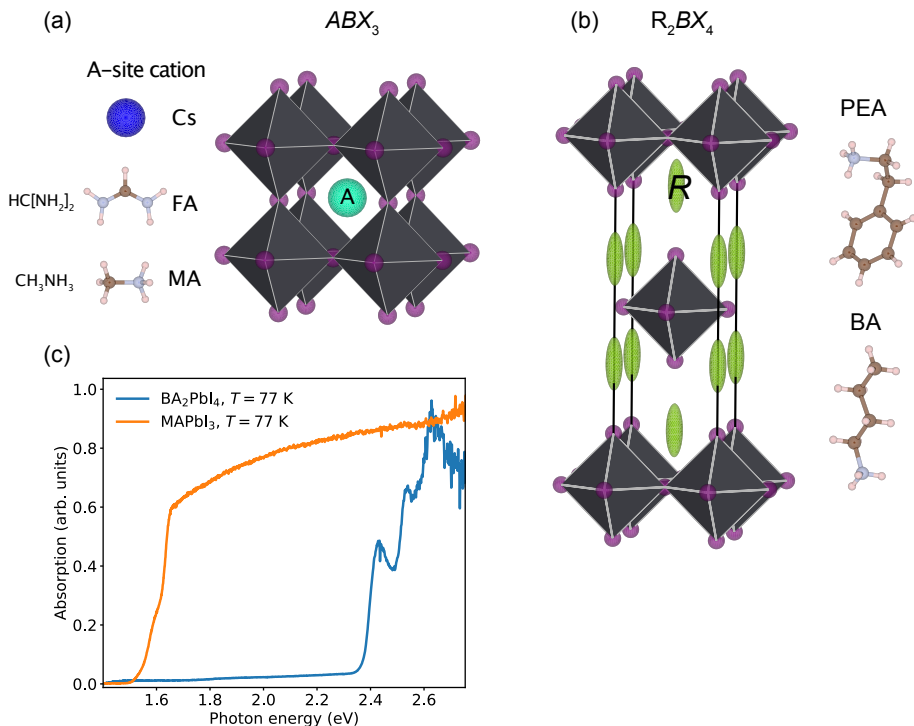 (a)
ABX₃
A-site cation
Cs
HC[NH₂]₂
FA
CH₃NH₃
MA
A
(b)
R₂BX₄
R
PEA
BA
(c)
BA₂PbI₄, T = 77 K
MAPbI₃, T = 77 K
Absorption (arb. units)
1.0
0.8
0.6
0.4
0.2
0.0
1.6
1.8
2.0
2.2
2.4
2.6
Photon energy (eV)